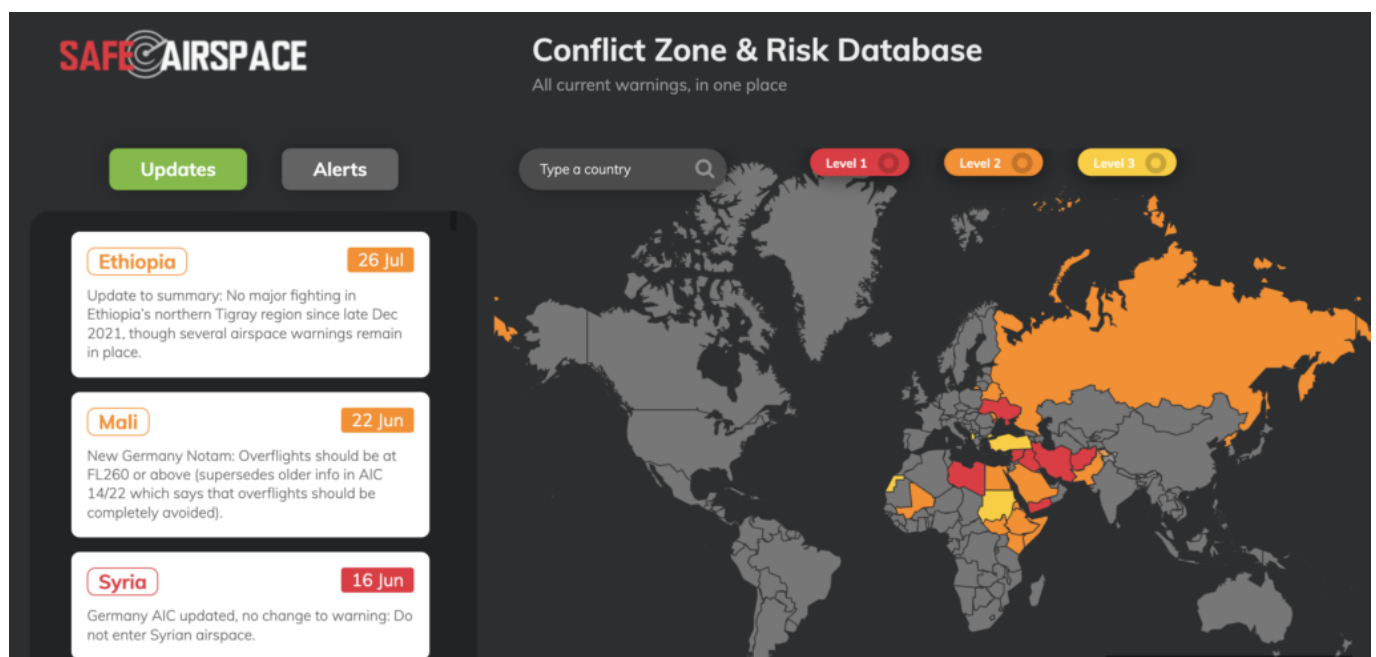 SAFE AIRSPACE
Conflict Zone & Risk Database
All current warnings, in one place
Updates
Alerts
Type a country
Level 1
Level 2
Level 3
Ethiopia
26 Jul
Update to summary: No major fighting in
Ethiopia's northern Tigray region since late Dec
2021, though several airspace warnings remain
in place.
Mali
22 Jun
New Germany Notam: Overflights should be at
FL260 or above (supersedes older info in AIC
14/22 which says that overflights should be
completely avoided).
Syria
16 Jun
Germany AIC updated, no change to warning: Do
not enter Syrian airspace.